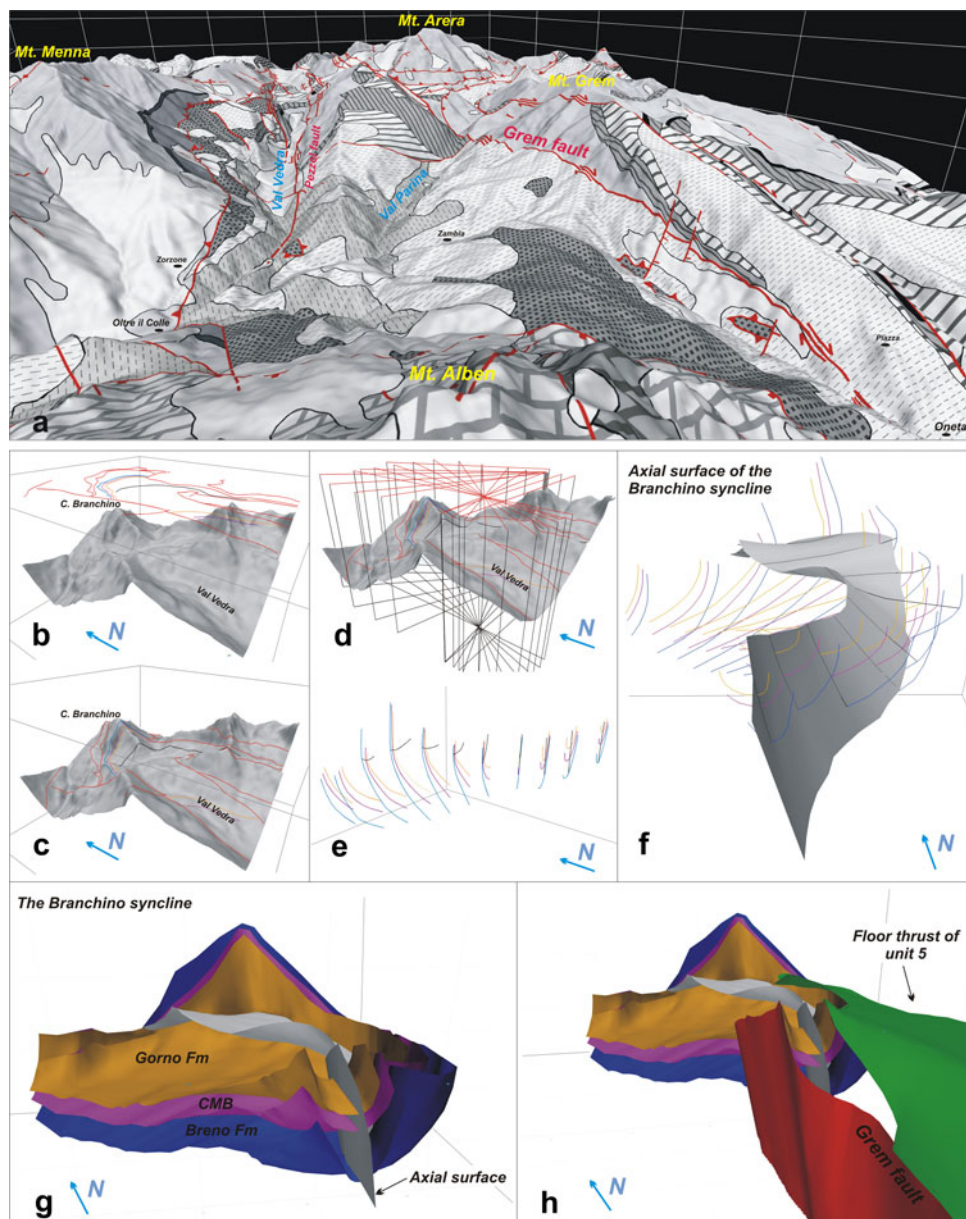 Mt. Arera
Mt. Menna
Mt. Grem
Grem fault
Val Vedra
Pezzol fault
Val Parina
Zambla
Zorzone
Oltre il Colle
Piazza
Mt. Alben
Oneta
a
C. Branchino
Val Vedra
b
N
Val Vedra
d
N
Axial surface of the
Branchino syncline
C. Branchino
Val Vedra
c
N
e
N
f
N
The Branchino syncline
Gorno Fm
CMB
Breno Fm
Axial surface
g
N
Floor thrust of
unit 5
Grem fault
h
N